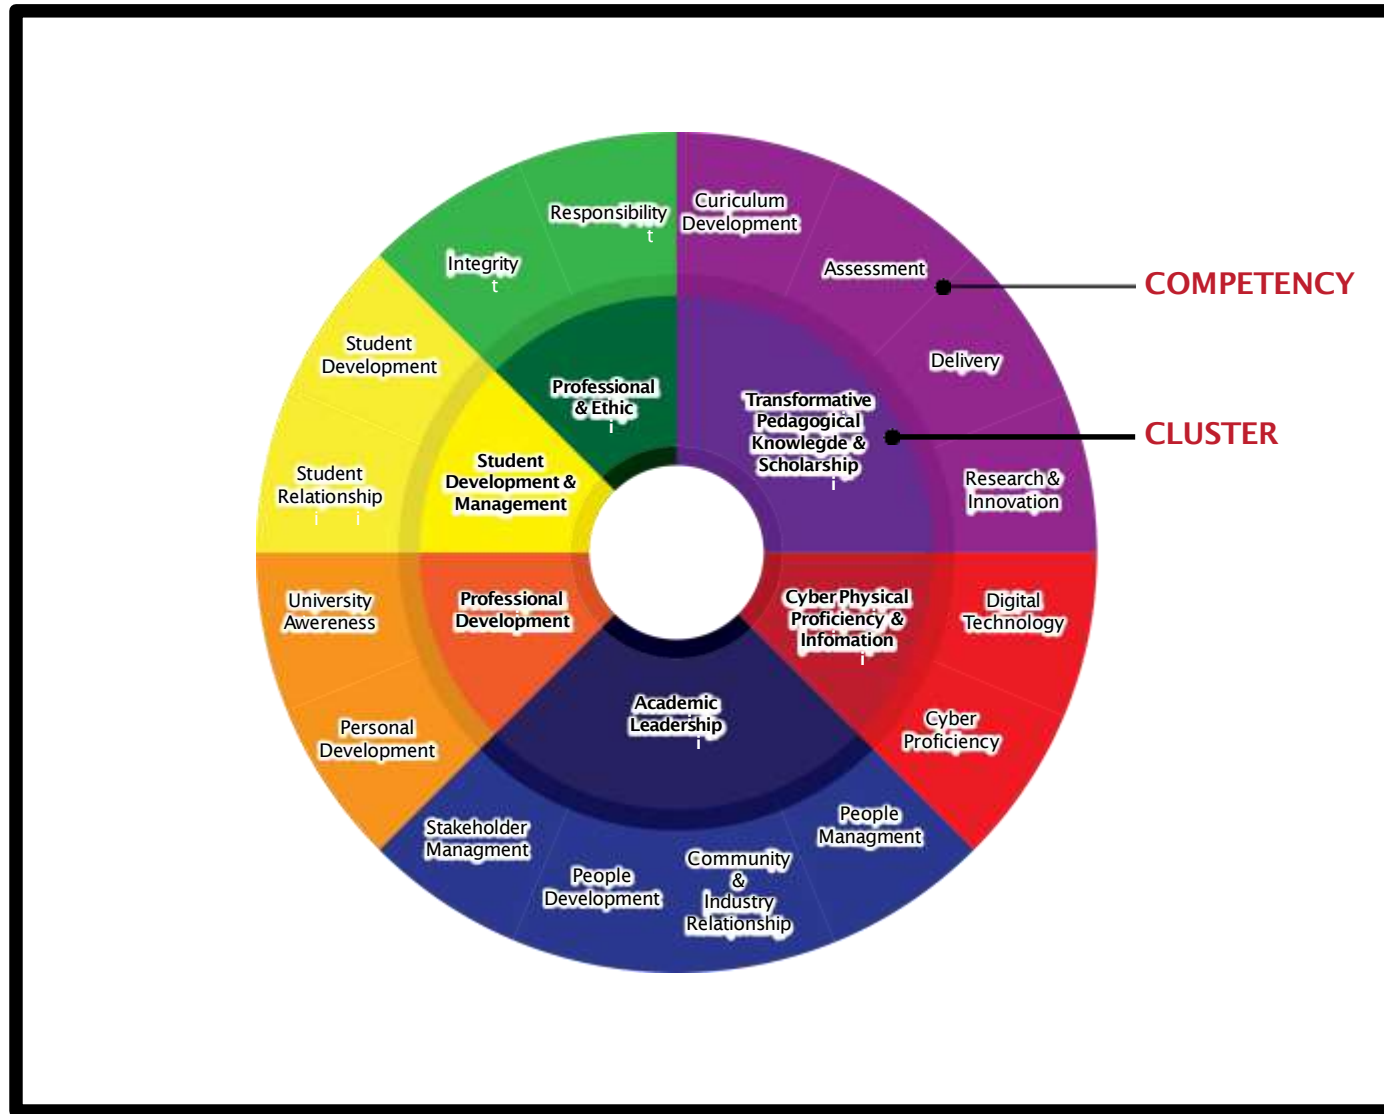 Responsibility
t
Integrity
t
Curiculum
Development
Assessment
COMPETENCY
Delivery
Research &
Innovation
Student
Development
Student
Relationship
i i
Professional
& Ethic
i
Transformative
Pedagogical
Knowlegde &
Scholarship
i
CLUSTER
Student
Development &
Management
Professional
Development
Cyber Physical
Proficiency &
Infomation
i
Academic
Leadership
i
University
Awereness
Personal
Development
Digital
Technology
Cyber
Proficiency
Stakeholder
Managment
People
Development
Community
&
Industry
Relationship
People
Managment